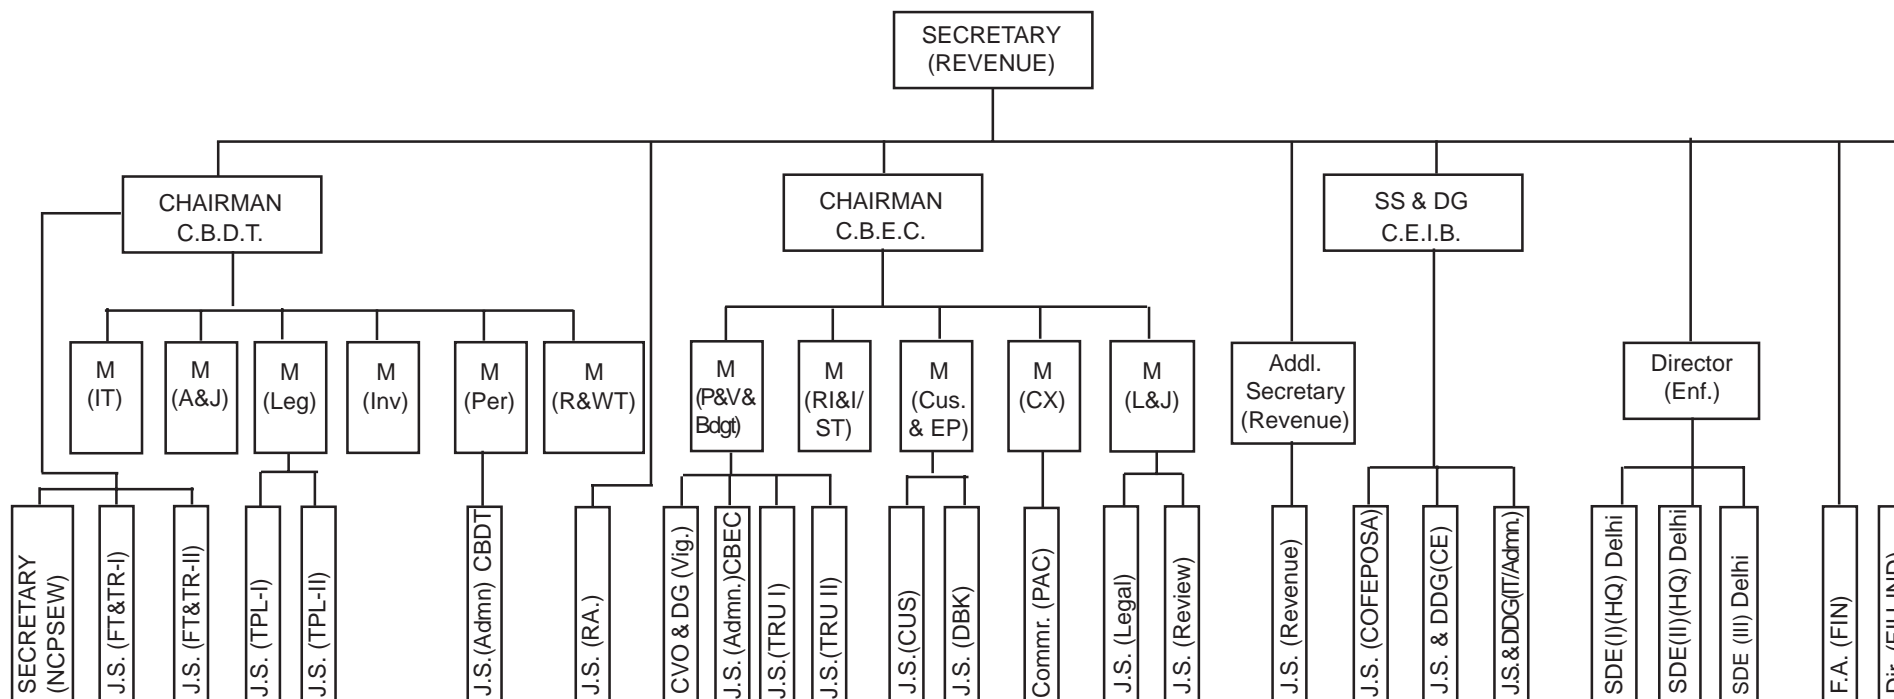 SECRETARY
(REVENUE)
CHAIRMAN
C.B.D.T.
CHAIRMAN
C.B.E.C.
SS & DG
C.E.I.B.
M
(IT)
M
(A&J)
M
(Leg)
M
(Inv)
M
(Per)
M
(R&WT)
M
(P&V&
Bdgt)
M
(RI&I/
ST)
M
(Cus.
& EP)
M
(CX)
M
(L&J)
Addl.
Secretary
(Revenue)
Director
(Enf.)
SECRETARY
(NCPSEW)
J.S. (FT&TR-I)
J.S. (FT&TR-II)
J.S. (TPL-I)
J.S. (TPL-II)
J.S.(Admn) CBDT
J.S. (RA.)
CVO & DG (Vig.)
J.S. (Admn.)CBEC
J.S.(TRU I)
J.S.(TRU II)
J.S.(CUS)
J.S. (DBK)
Commr. (PAC)
J.S. (Legal)
J.S. (Review)
J.S. (Revenue)
J.S. (COFEPOSA)
J.S. & DDG(CE)
J.S.&DDG(IT/Admn.)
SDE(I)(HQ) Delhi
SDE(II)(HQ) Delhi
SDE (III) Delhi
F.A. (FIN)